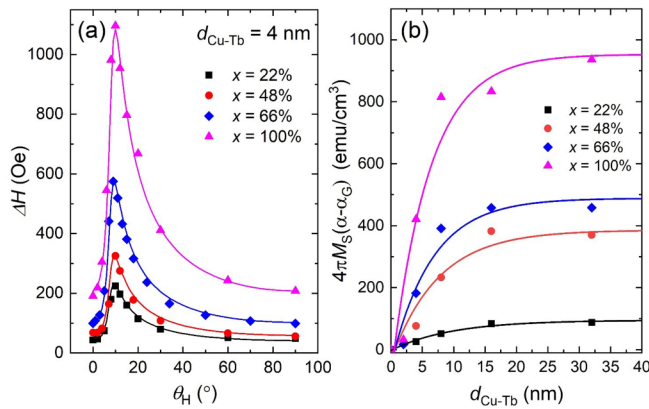 (a)
d_Cu-Tb = 4 nm
x = 22%
x = 48%
x = 66%
x = 100%
ΔH (Oe)
1000
800
600
400
200
0
0 20 40 60 80 100
θ_H (°)
(b)
x = 22%
x = 48%
x = 66%
x = 100%
4πM_S(α-α_G) (emu/cm³)
1000
800
600
400
200
0
0 5 10 15 20 25 30 35 40
d_Cu-Tb (nm)